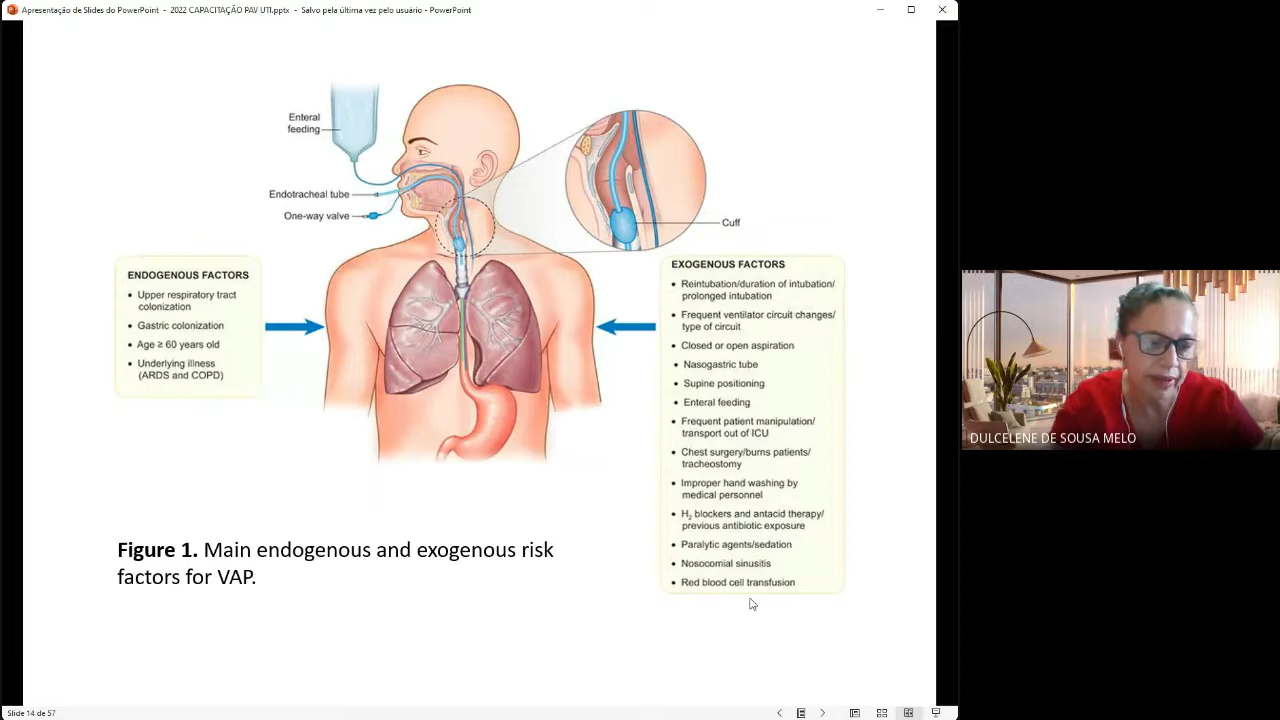 Apresentação de Slides do PowerPoint - 2022 CAPACITAÇÃO PAV UTI.pptx - Salvo pela última vez pelo usuário - PowerPoint
Enteral
feeding
Endotracheal tube
One-way valve
Cuff
ENDOGENOUS FACTORS
• Upper respiratory tract
colonization
• Gastric colonization
• Age ≥ 60 years old
• Underlying illness
(ARDS and COPD)
EXOGENOUS FACTORS
• Reintubation/duration of intubation/
prolonged intubation
• Frequent ventilator circuit changes/
type of circuit
• Closed or open aspiration
• Nasogastric tube
• Supine positioning
• Enteral feeding
• Frequent patient manipulation/
transport out of ICU
• Chest surgery/burns patients/
tracheostomy
• Improper hand washing by
medical personnel
• H₂ blockers and antacid therapy/
previous antibiotic exposure
• Paralytic agents/sedation
• Nosocomial sinusitis
• Red blood cell transfusion
Figure 1. Main endogenous and exogenous risk
factors for VAP.
DULCELENE DE SOUSA MELO
Slide 14 de 57